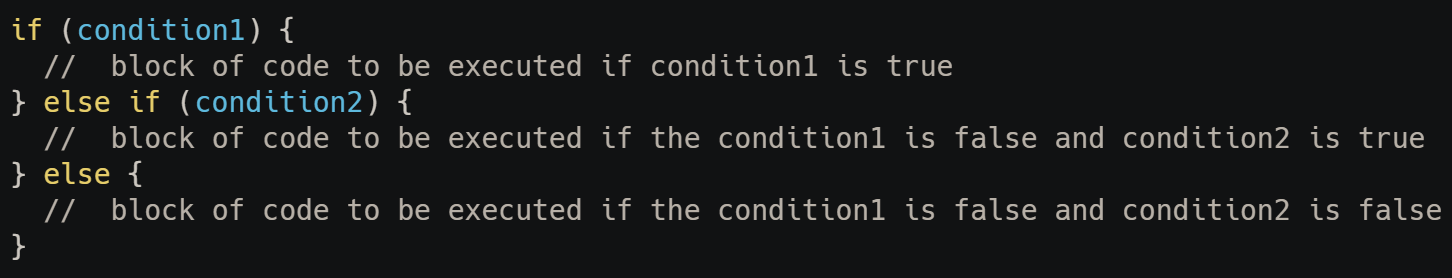 if (condition1) {
  //  block of code to be executed if condition1 is true
} else if (condition2) {
  //  block of code to be executed if the condition1 is false and condition2 is true
} else {
  //  block of code to be executed if the condition1 is false and condition2 is false
}